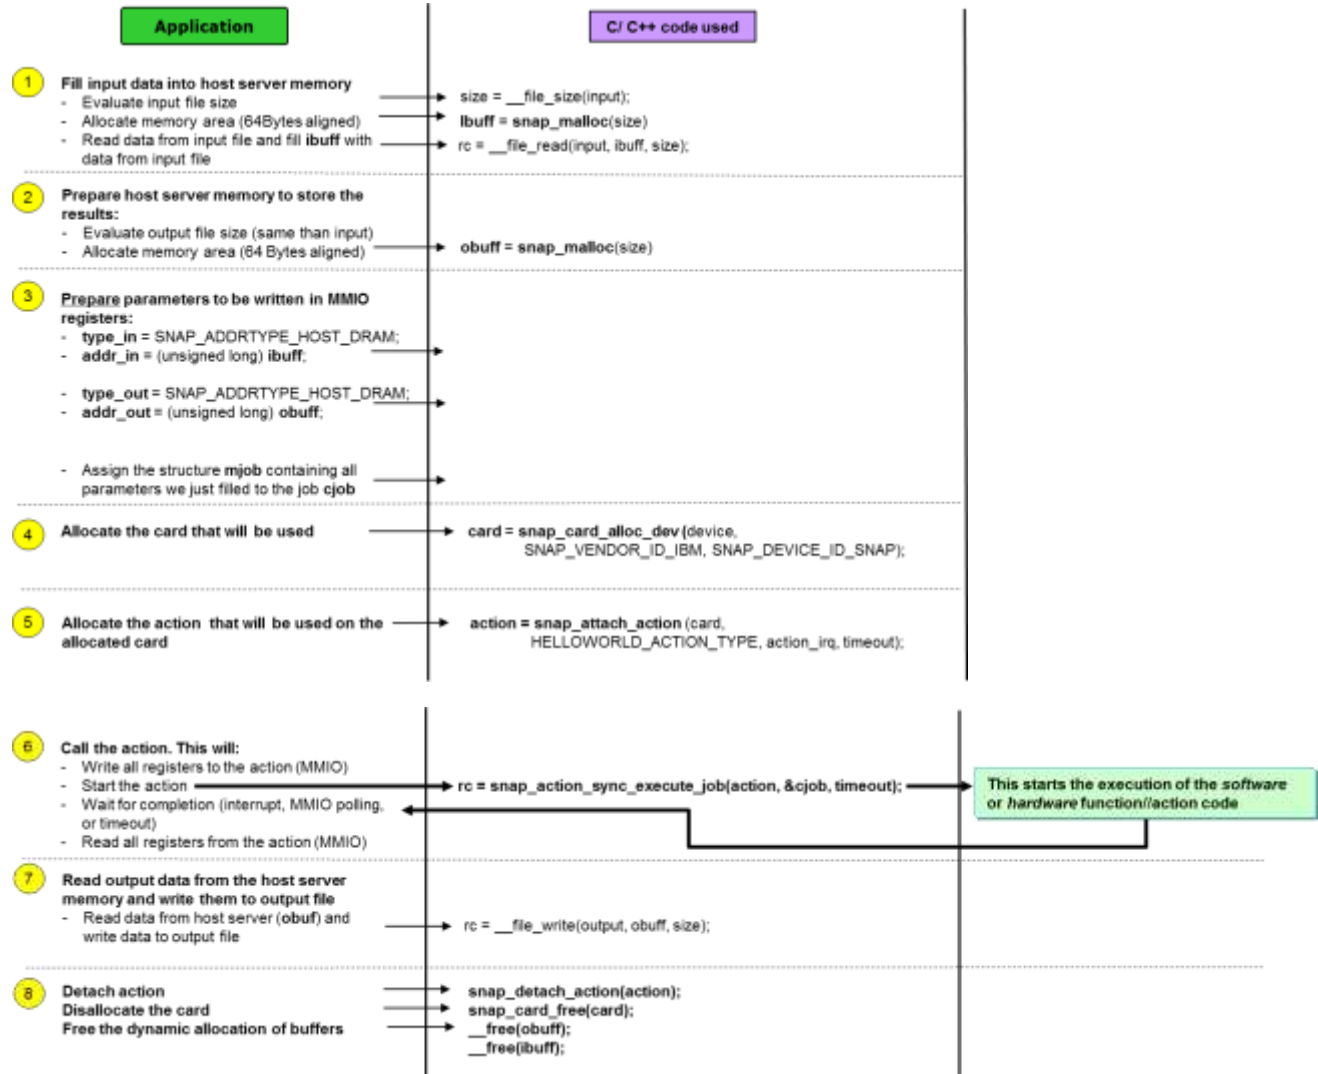 Application
C/ C++ code used
1
Fill input data into host server memory
- Evaluate input file size
size = __file_size(input);
- Allocate memory area (64Bytes aligned)
Ibuff = snap_malloc(size)
- Read data from input file and fill ibuff with
data from input file
rc = __file_read(input, ibuff, size);
2
Prepare host server memory to store the
results:
- Evaluate output file size (same than input)
- Allocate memory area (64 Bytes aligned)
obuff = snap_malloc(size)
3
Prepare parameters to be written in MMIO
registers:
- type_in = SNAP_ADDRTYPE_HOST_DRAM;
- addr_in = (unsigned long) ibuff;
- type_out = SNAP_ADDRTYPE_HOST_DRAM;
- addr_out = (unsigned long) obuff;
- Assign the structure mjob containing all
parameters we just filled to the job cjob
4
Allocate the card that will be used
card = snap_card_alloc_dev(device,
SNAP_VENDOR_ID_IBM, SNAP_DEVICE_ID_SNAP);
5
Allocate the action that will be used on the
allocated card
action = snap_attach_action (card,
HELLOWORLD_ACTION_TYPE, action_irq, timeout);
6
Call the action. This will:
- Write all registers to the action (MMIO)
- Start the action
rc = snap_action_sync_execute_job(action, &cjob, timeout);
This starts the execution of the software
or hardware function//action code
- Wait for completion (interrupt, MMIO polling,
or timeout)
- Read all registers from the action (MMIO)
7
Read output data from the host server
memory and write them to output file
- Read data from host server (obuf) and
write data to output file
rc = __file_write(output, obuff, size);
8
Detach action
snap_detach_action(action);
Disallocate the card
snap_card_free(card);
Free the dynamic allocation of buffers
__free(obuff);
__free(ibuff);